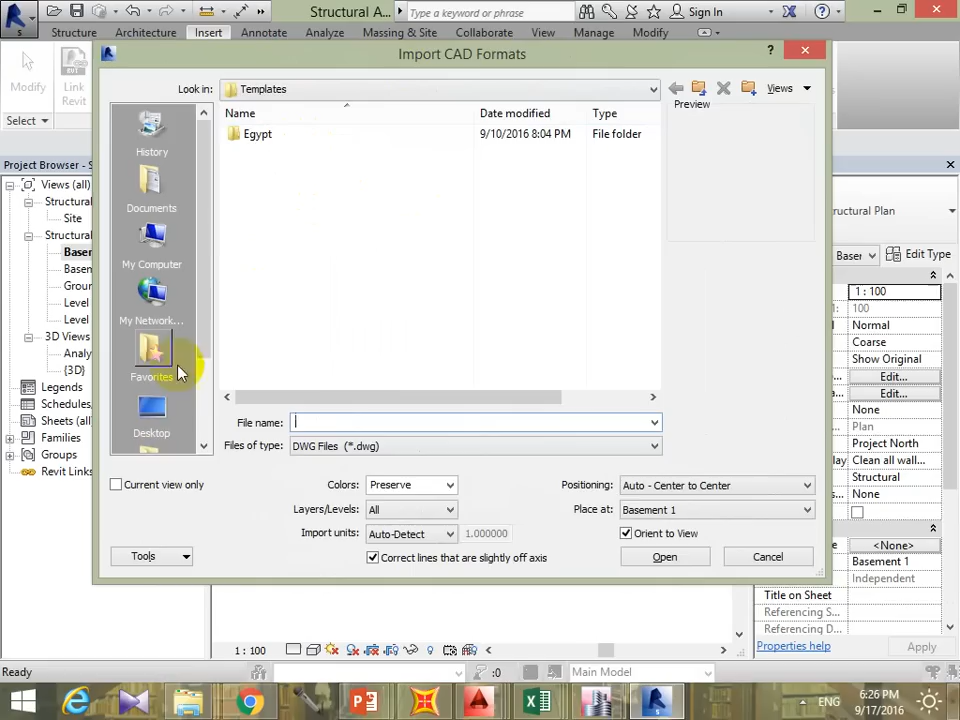 Structural A...
Type a keyword or phrase
Sign In
Structure Architecture Insert Annotate Analyze Massing & Site Collaborate View Manage Modify
Import CAD Formats
Modify
Link
Revit
Select
Look in: Templates
Views
Preview
Name Date modified Type
Egypt 9/10/2016 8:04 PM File folder
History
Documents
My Computer
My Network...
Favorites
Desktop
File name:
Files of type: DWG Files (*.dwg)
Current view only
Colors: Preserve
Positioning: Auto - Center to Center
Layers/Levels: All
Place at: Basement 1
Import units: Auto-Detect 1.000000
Orient to View
Correct lines that are slightly off axis
Tools
Open
Cancel
Project Browser - S
Views (all)
Structural
Site
Structural
Basem
Basem
Groun
Level
Level
3D Views
Analy
{3D}
Legends
Schedules,
Sheets (all)
Families
Groups
Revit Links
ructural Plan
Baser
Edit Type
1 : 100
100
Normal
Coarse
Show Original
Edit...
Edit...
None
Plan
Project North
Clean all wall...
Structural
None
<None>
Basement 1
Independent
Title on Sheet
Referencing S...
Referencing D...
Properties help
Apply
1 : 100
Ready
:0
Main Model
ENG
6:26 PM
9/17/2016